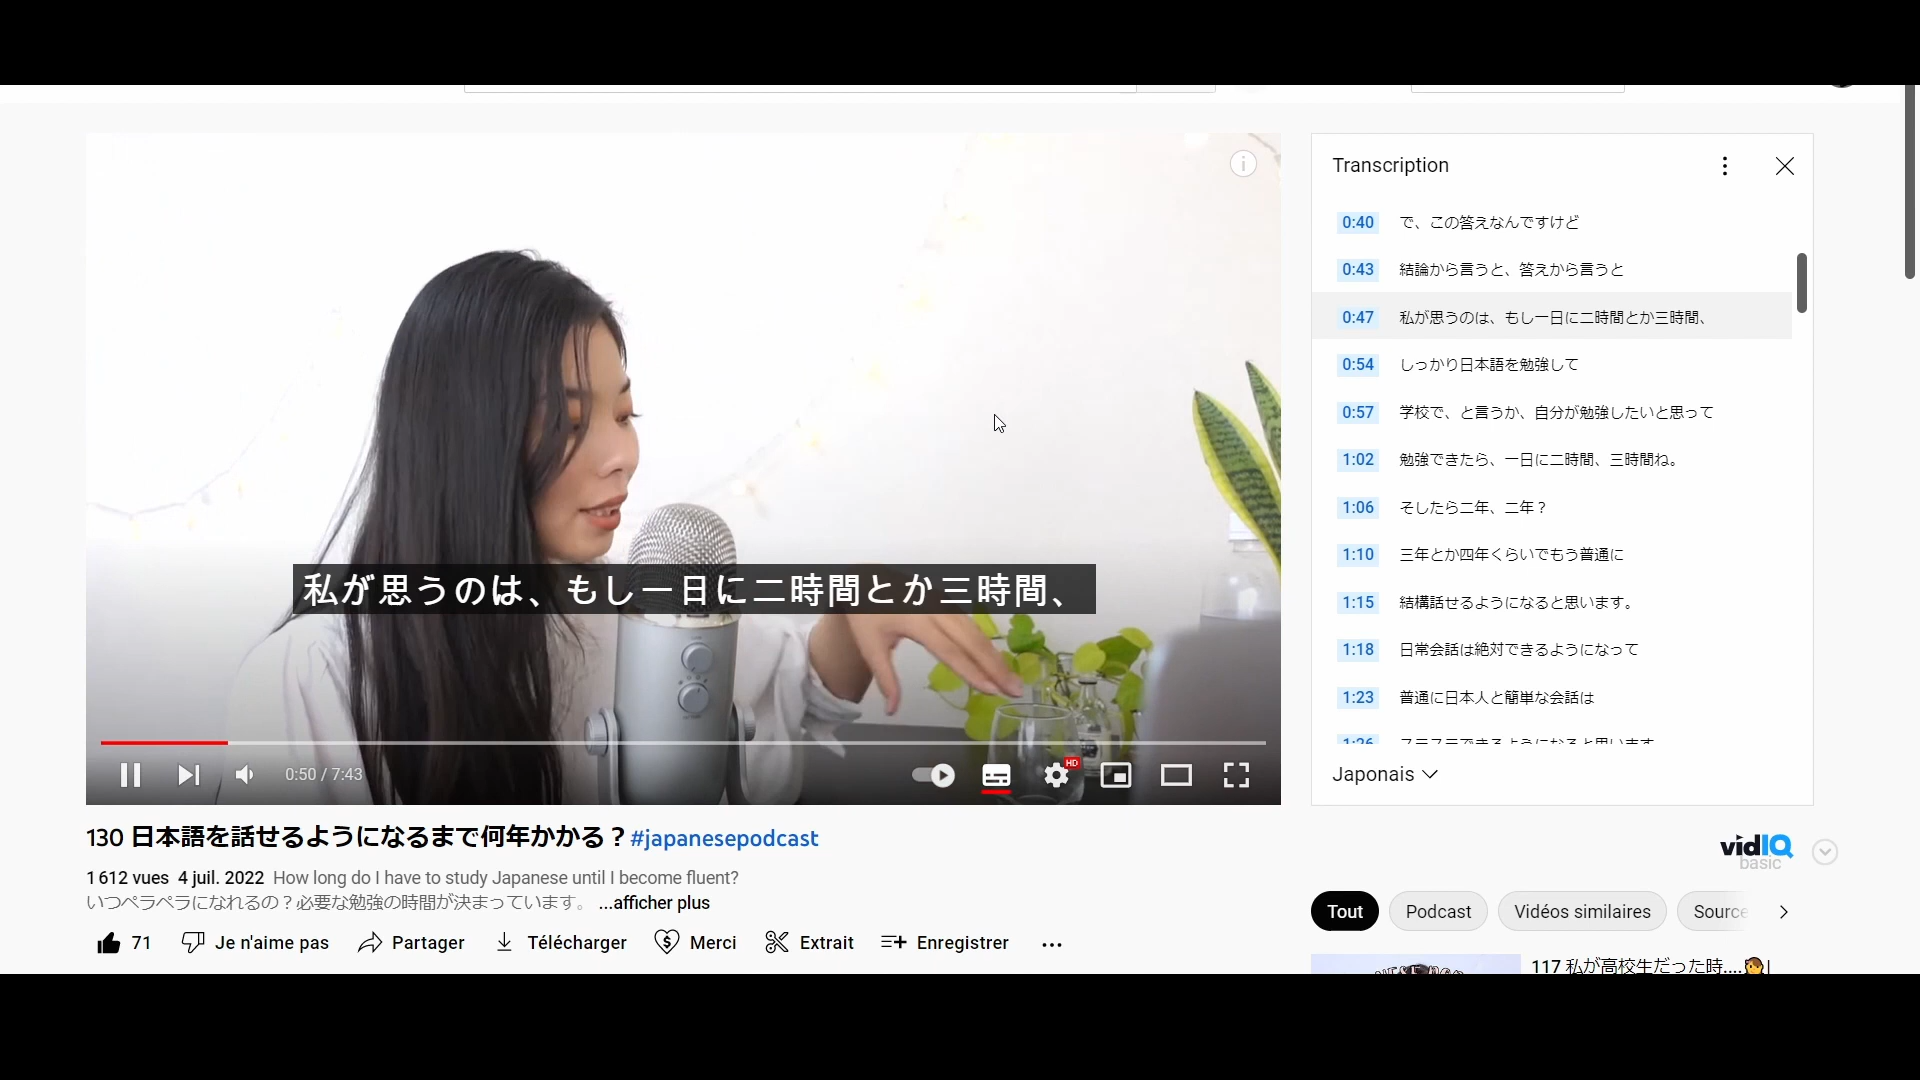 私が思うのは、もし一日に二時間とか三時間、
0:50 / 7:43
HD
130 日本語を話せるようになるまで何年かかる？#japanesepodcast
1 612 vues 4 juil. 2022 How long do I have to study Japanese until I become fluent?
いつペラペラになれるの？必要な勉強の時間が決まっています。 ...afficher plus
71 Je n'aime pas Partager Télécharger Merci Extrait Enregistrer
Transcription
0:40 で、この答えなんですけど
0:43 結論から言うと、答えから言うと
0:47 私が思うのは、もし一日に二時間とか三時間、
0:54 しっかり日本語を勉強して
0:57 学校で、と言うか、自分が勉強したいと思って
1:02 勉強できたら、一日に二時間、三時間ね。
1:06 そしたら二年、二年？
1:10 三年とか四年くらいでもう普通に
1:15 結構話せるようになると思います。
1:18 日常会話は絶対できるようになって
1:23 普通に日本人と簡単な会話は
Japonais
vidIQ
basic
Tout Podcast Vidéos similaires Source
117 私が高校生だった時....